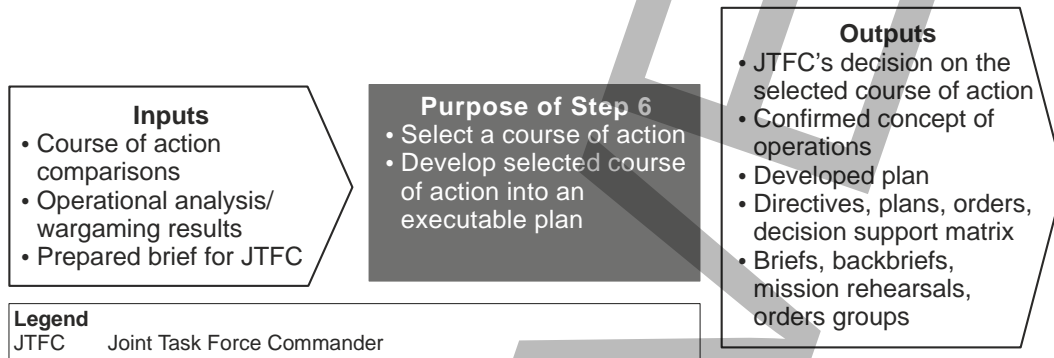 Inputs
• Course of action
comparisons
• Operational analysis/
wargaming results
• Prepared brief for JTFC
Purpose of Step 6
• Select a course of action
• Develop selected course
of action into an
executable plan
Outputs
• JTFC's decision on the
selected course of action
• Confirmed concept of
operations
• Developed plan
• Directives, plans, orders,
decision support matrix
• Briefs, backbriefs,
mission rehearsals,
orders groups
Legend
JTFC Joint Task Force Commander